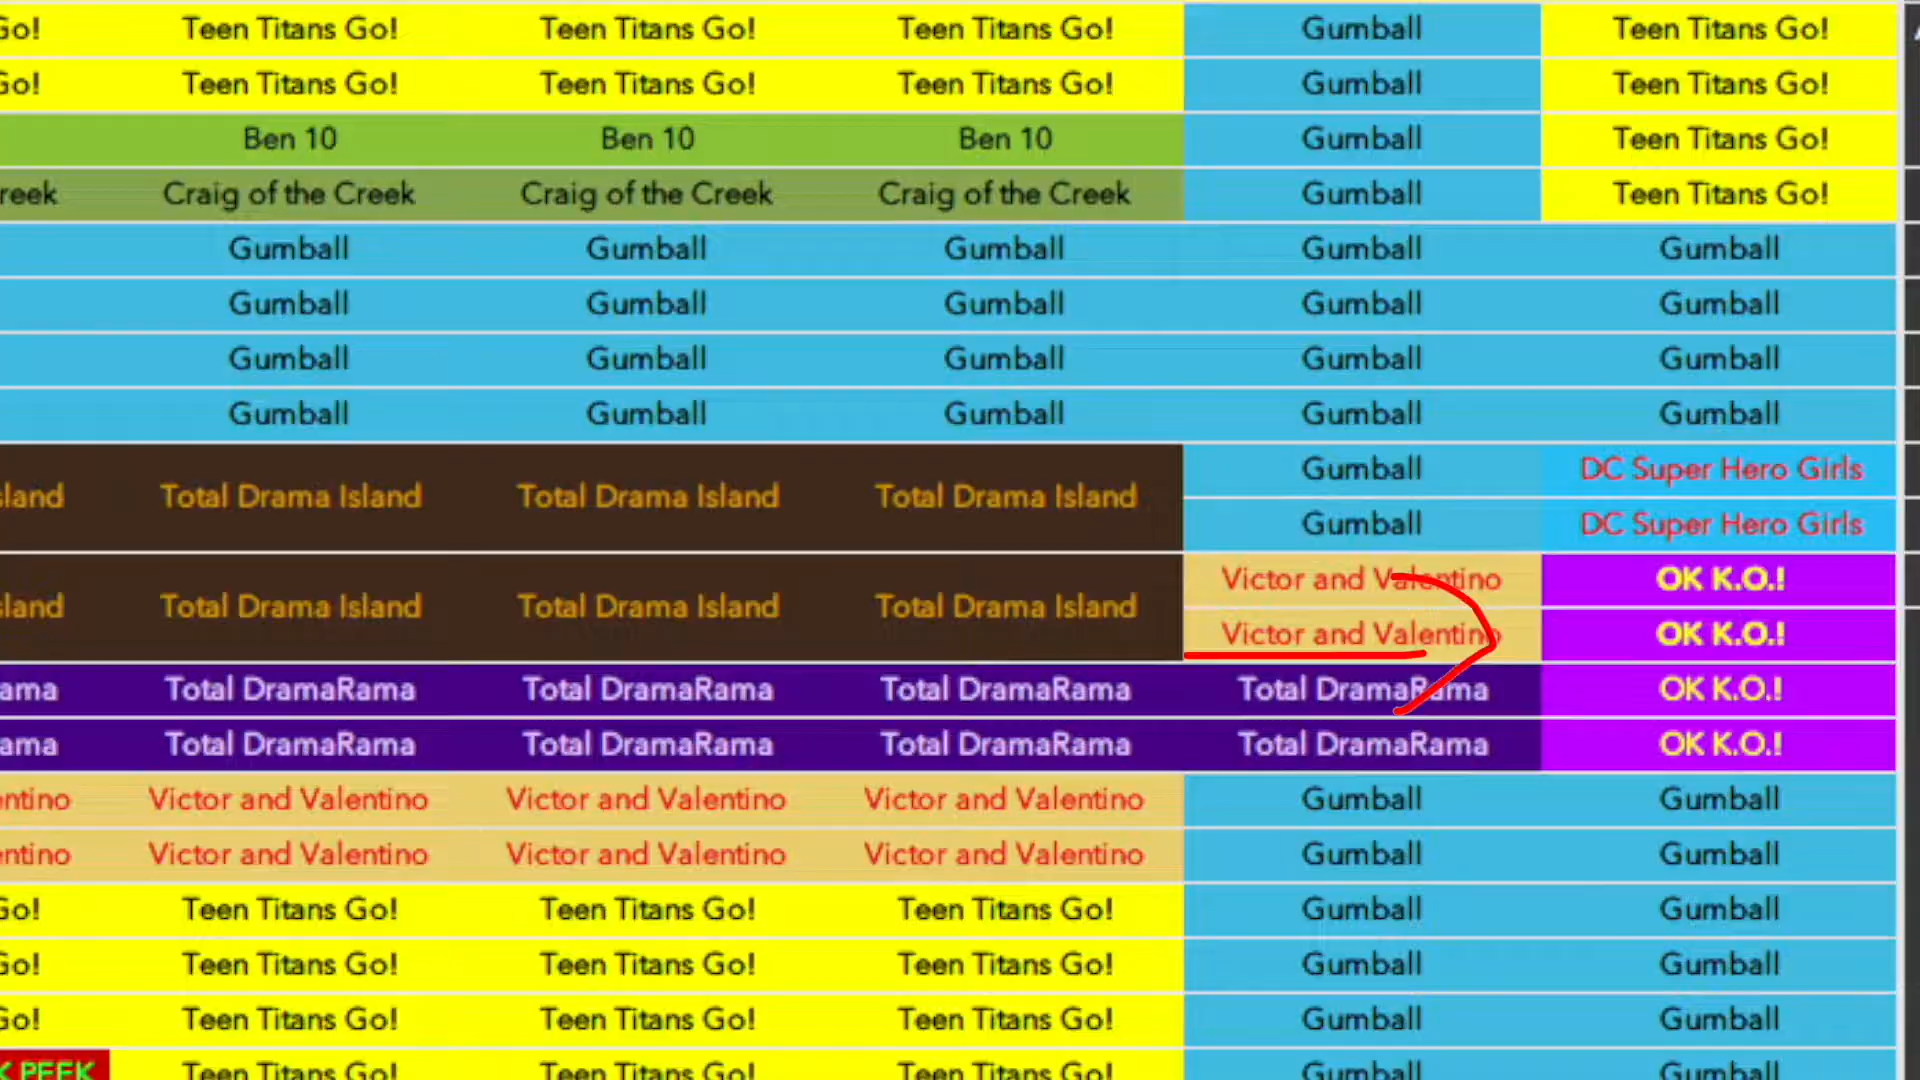 Go! Teen Titans Go! Teen Titans Go! Teen Titans Go! Gumball Teen Titans Go!
Go! Teen Titans Go! Teen Titans Go! Teen Titans Go! Gumball Teen Titans Go!
Ben 10 Ben 10 Ben 10 Gumball Teen Titans Go!
reek Craig of the Creek Craig of the Creek Craig of the Creek Gumball Teen Titans Go!
Gumball Gumball Gumball Gumball Gumball
Gumball Gumball Gumball Gumball Gumball
Gumball Gumball Gumball Gumball Gumball
Gumball Gumball Gumball Gumball Gumball
Gumball DC Super Hero Girls
sland Total Drama Island Total Drama Island Total Drama Island
Gumball DC Super Hero Girls
Victor and Valentino OK K.O.!
sland Total Drama Island Total Drama Island Total Drama Island
Victor and Valentino OK K.O.!
ama Total DramaRama Total DramaRama Total DramaRama Total DramaRama OK K.O.!
ama Total DramaRama Total DramaRama Total DramaRama Total DramaRama OK K.O.!
entino Victor and Valentino Victor and Valentino Victor and Valentino Gumball Gumball
entino Victor and Valentino Victor and Valentino Victor and Valentino Gumball Gumball
Go! Teen Titans Go! Teen Titans Go! Teen Titans Go! Gumball Gumball
Go! Teen Titans Go! Teen Titans Go! Teen Titans Go! Gumball Gumball
Go! Teen Titans Go! Teen Titans Go! Teen Titans Go! Gumball Gumball
K PEEK Teen Titans Go! Teen Titans Go! Teen Titans Go! Gumball Gumball